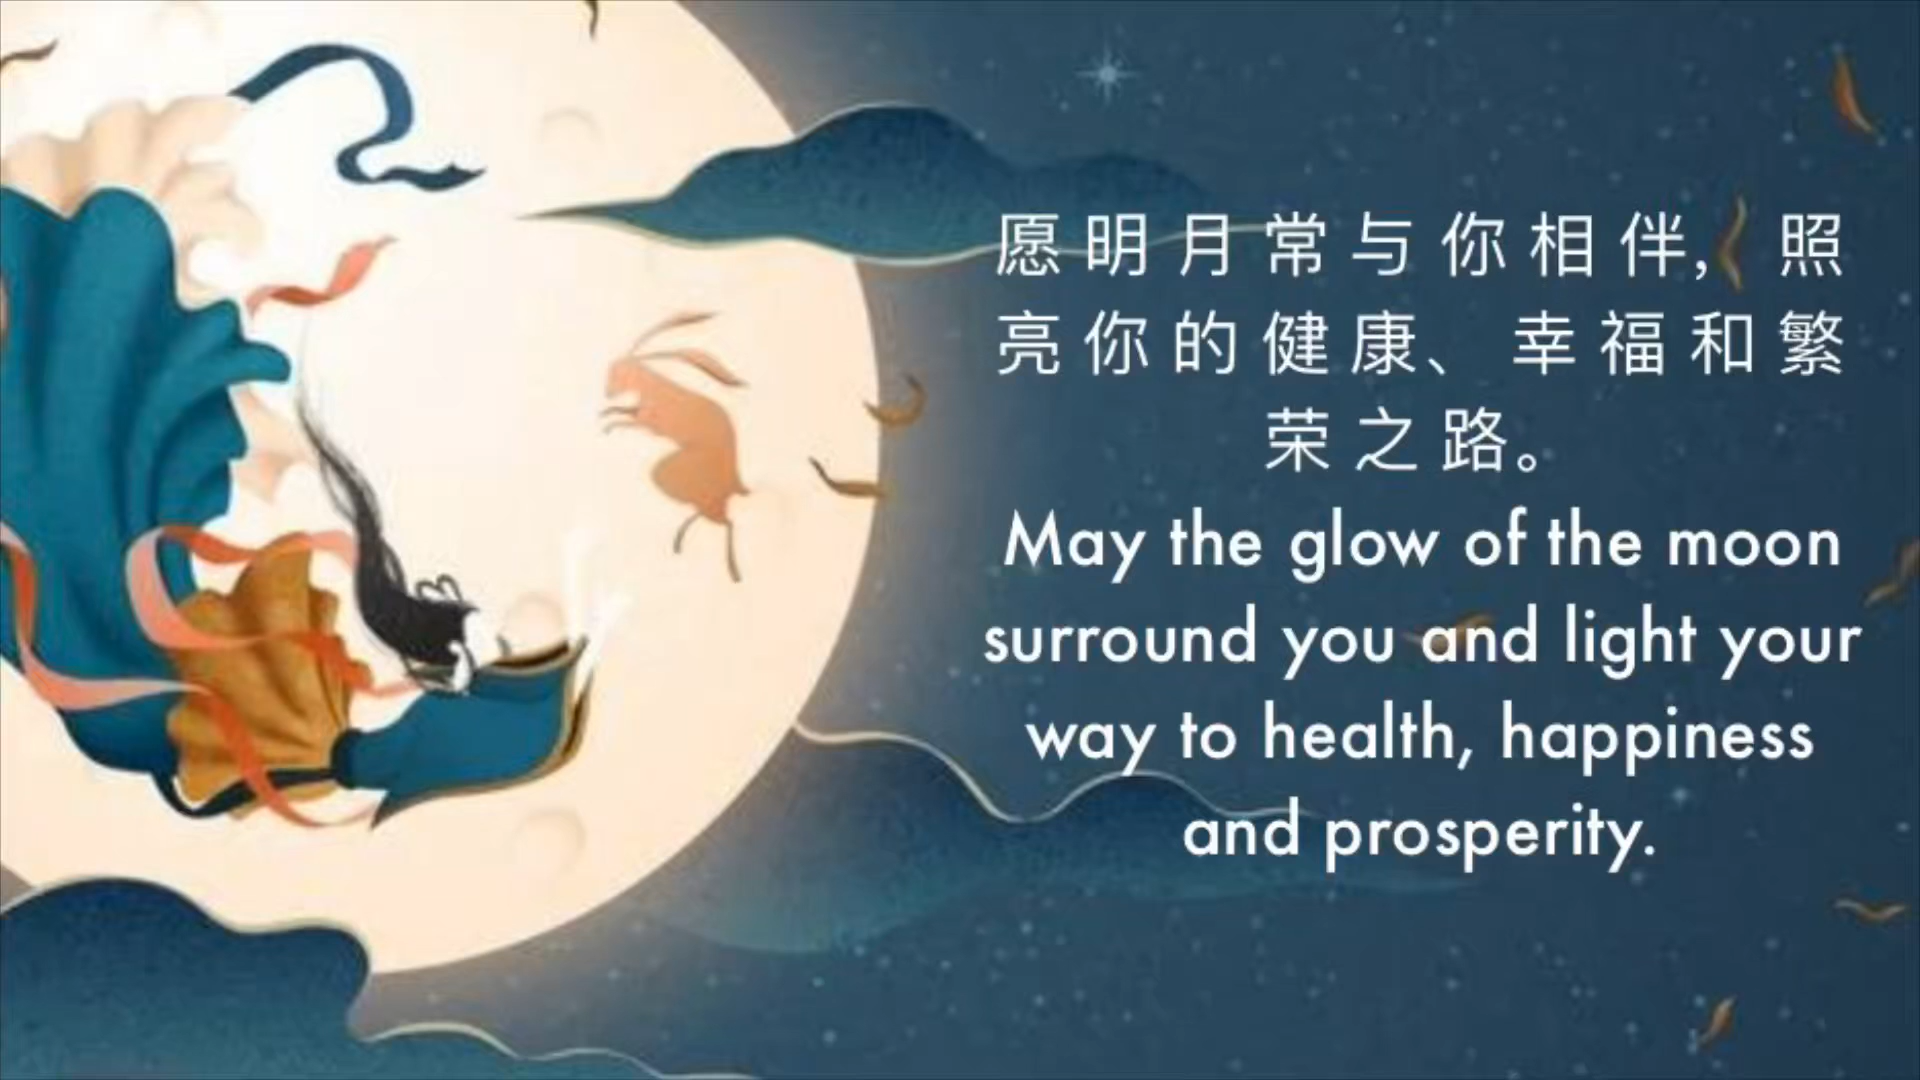 愿明月常与你相伴, 照
亮你的健康、幸福和繁
荣之路。
May the glow of the moon
surround you and light your
way to health, happiness
and prosperity.